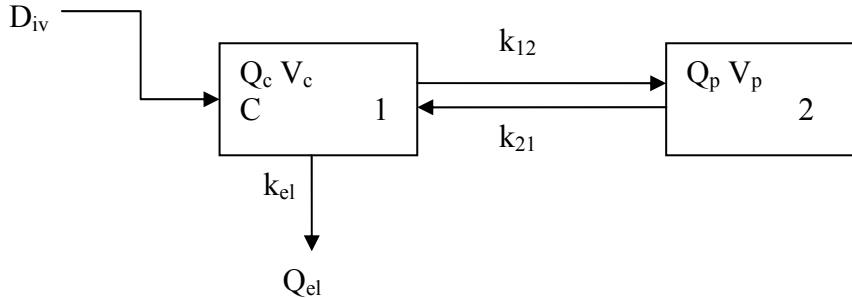 D_iv
k_12
Q_c V_c
C 1
Q_p V_p
2
k_21
k_el
Q_el